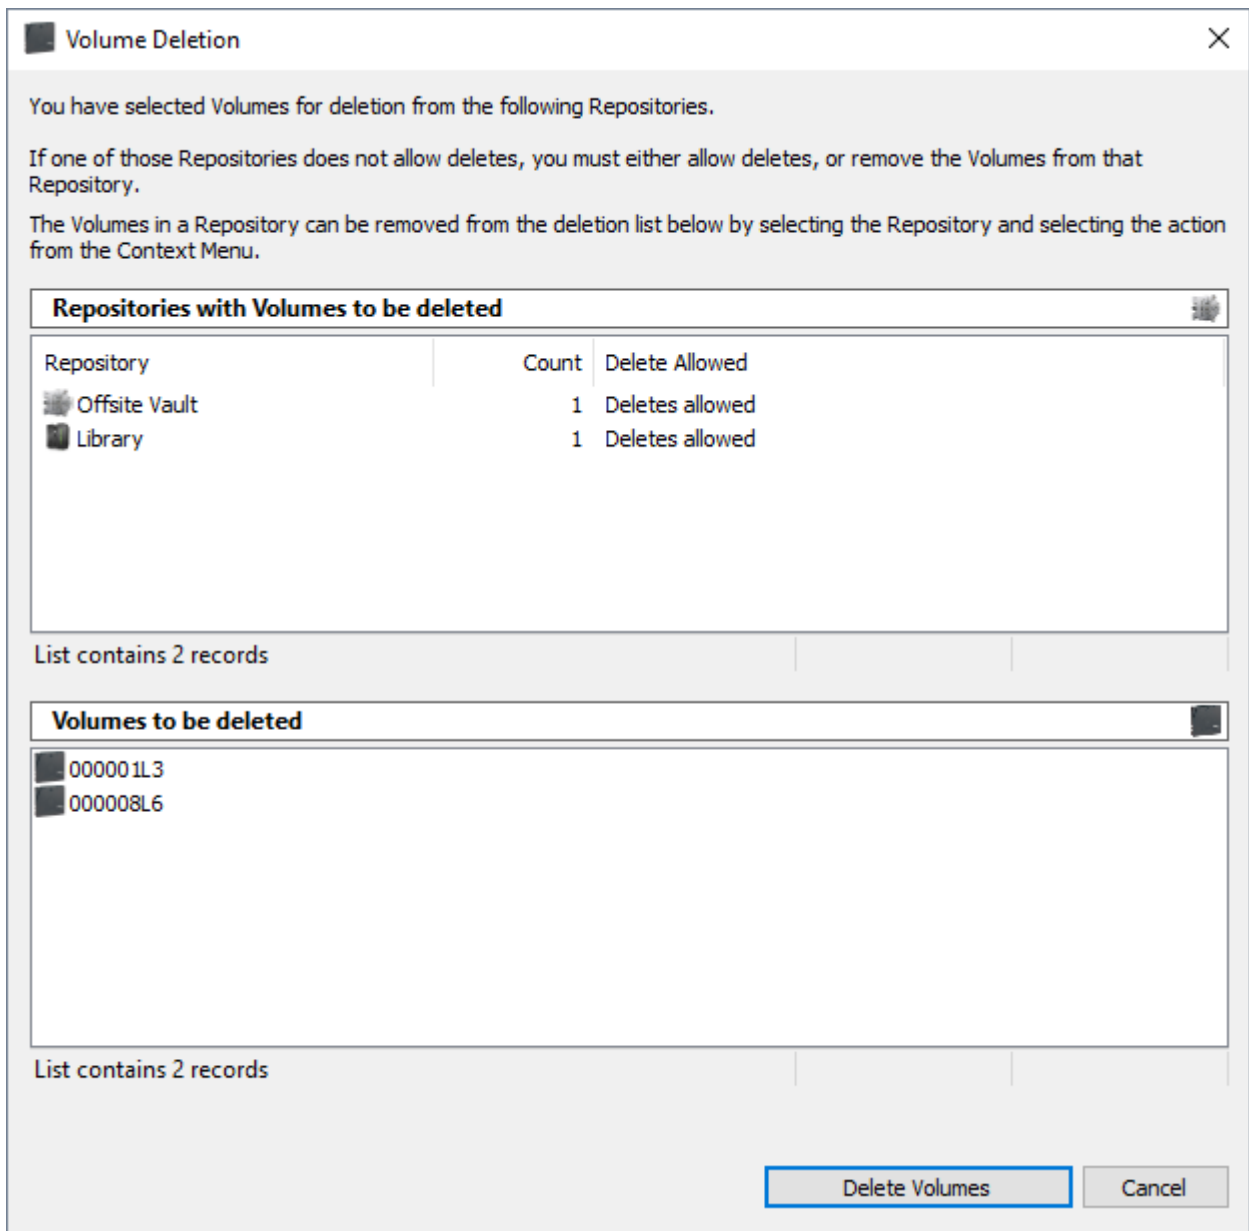 Volume Deletion
You have selected Volumes for deletion from the following Repositories.
If one of those Repositories does not allow deletes, you must either allow deletes, or remove the Volumes from that
Repository.
The Volumes in a Repository can be removed from the deletion list below by selecting the Repository and selecting the action
from the Context Menu.
Repositories with Volumes to be deleted
Repository Count Delete Allowed
Offsite Vault 1 Deletes allowed
Library 1 Deletes allowed
List contains 2 records
Volumes to be deleted
000001L3
000008L6
List contains 2 records
Delete Volumes Cancel